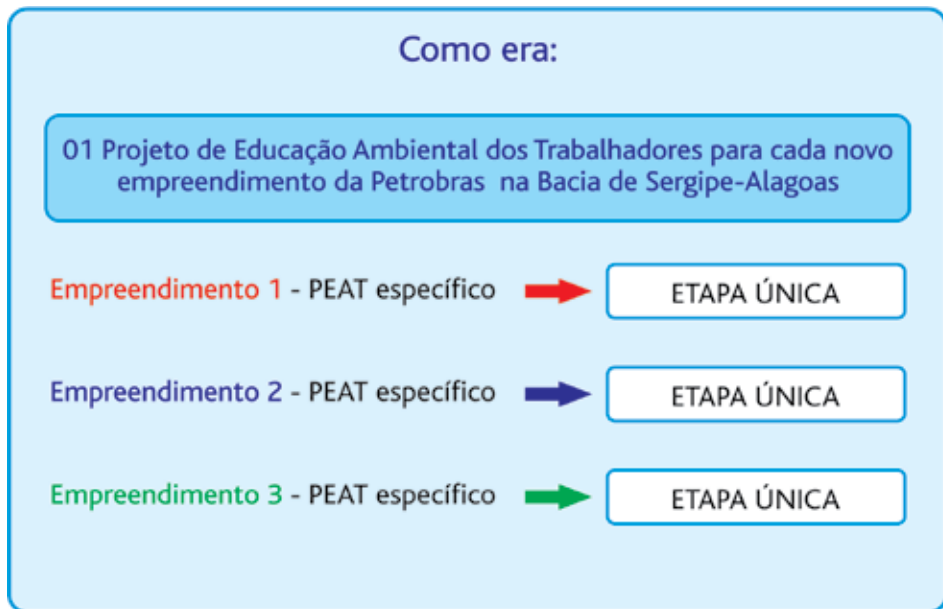 Como era:
01 Projeto de Educação Ambiental dos Trabalhadores para cada novo
empreendimento da Petrobras na Bacia de Sergipe-Alagoas
Empreendimento 1 - PEAT específico
ETAPA ÚNICA
Empreendimento 2 - PEAT específico
ETAPA ÚNICA
Empreendimento 3 - PEAT específico
ETAPA ÚNICA